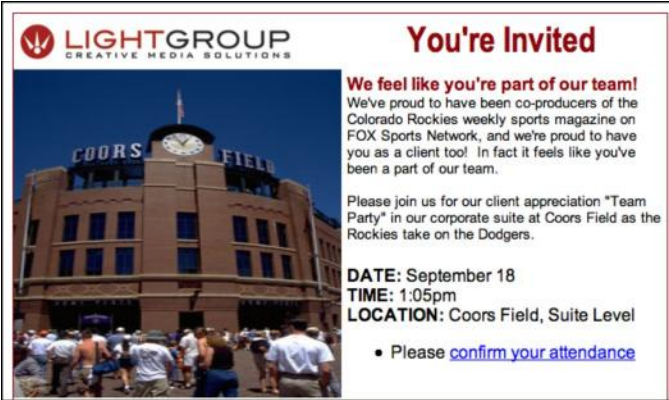 LIGHTGROUP
CREATIVE MEDIA SOLUTIONS
You're Invited
We feel like you're part of our team!
We've proud to have been co-producers of the
Colorado Rockies weekly sports magazine on
FOX Sports Network, and we're proud to have
you as a client too!  In fact it feels like you've
been a part of our team.
Please join us for our client appreciation "Team
Party" in our corporate suite at Coors Field as the
Rockies take on the Dodgers.
DATE: September 18
TIME: 1:05pm
LOCATION: Coors Field, Suite Level
• Please confirm your attendance
COORS FIELD